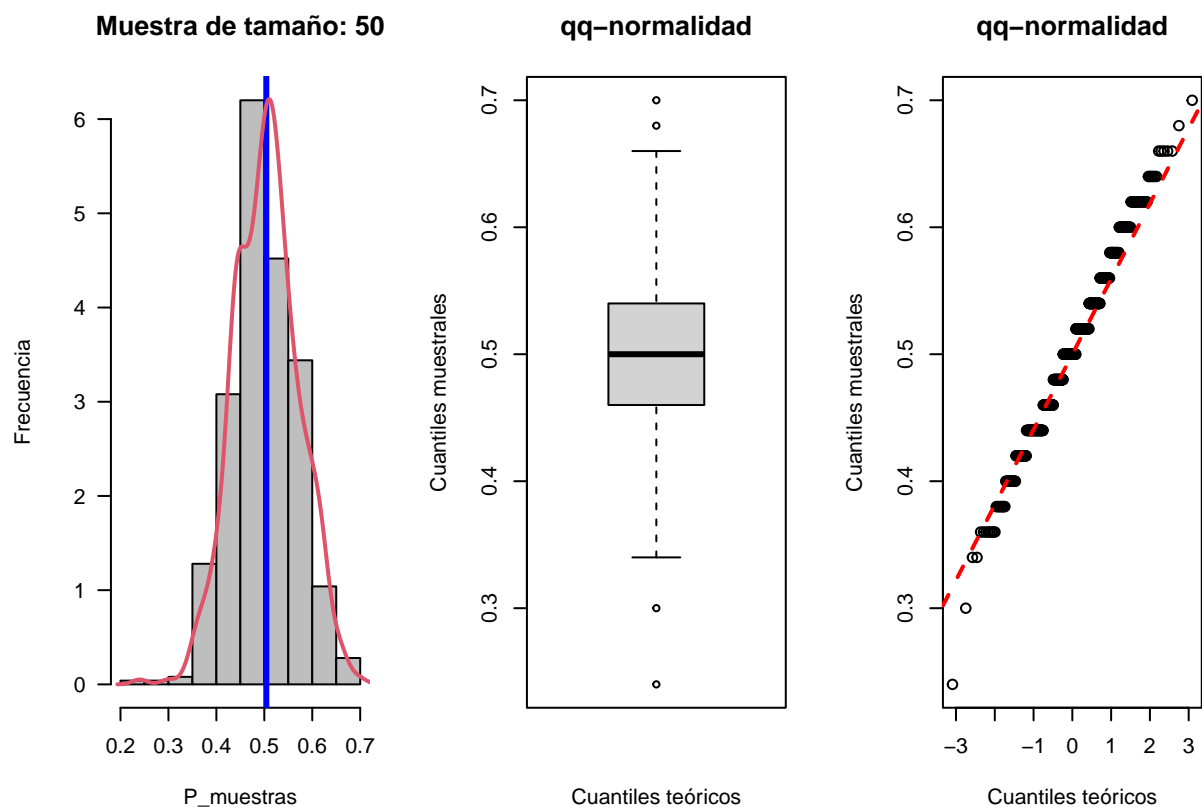 Muestra de tamaño: 50
Frecuencia
6
5
4
3
2
1
0
0.2 0.3 0.4 0.5 0.6 0.7
P_muestras
qq−normalidad
Cuantiles muestrales
0.7
0.6
0.5
0.4
0.3
Cuantiles teóricos
qq−normalidad
Cuantiles muestrales
0.7
0.6
0.5
0.4
0.3
−3 −1 0 1 2 3
Cuantiles teóricos